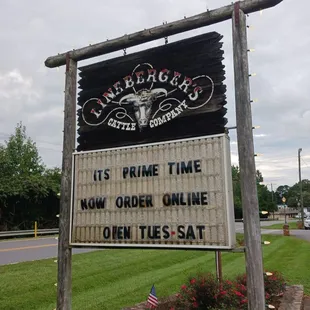 LINEBERGER'S
CATTLE COMPANY
ITS PRIME TIME
NOW ORDER ONLINE
OPEN TUES-SAT